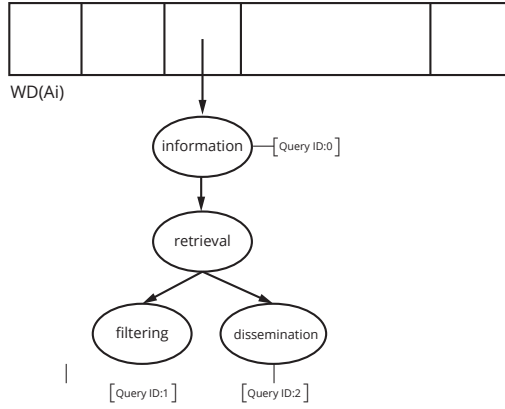 WD(Ai)
information
[Query ID:0]
retrieval
filtering
dissemination
[Query ID:1]
[Query ID:2]